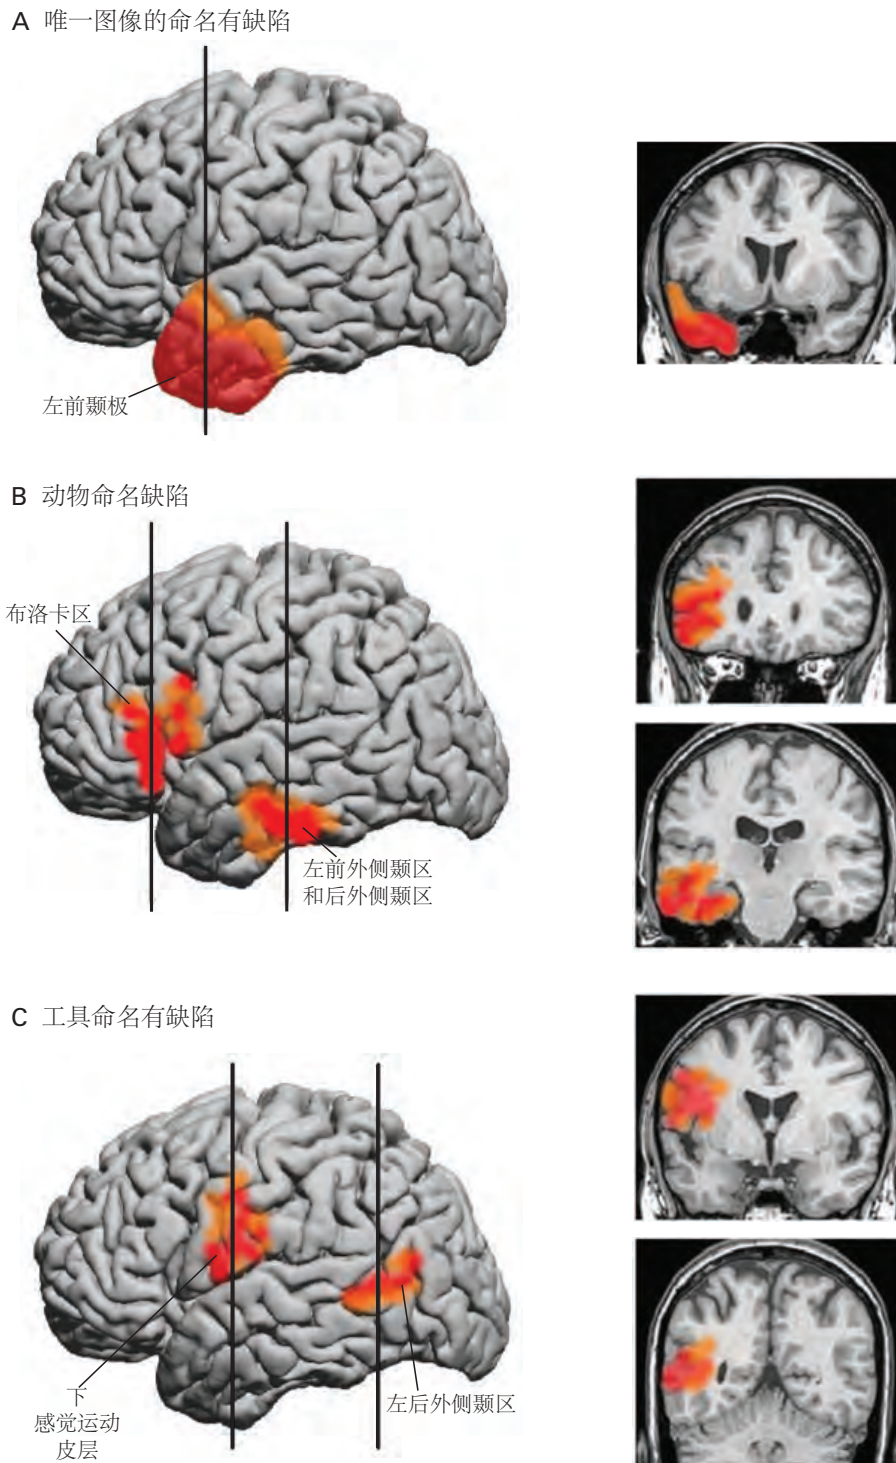 A 唯一图像的命名有缺陷
左前颞极
B 动物命名缺陷
布洛卡区
左前外侧颞区
和后外侧颞区
C 工具命名有缺陷
下
感觉运动
皮层
左后外侧颞区